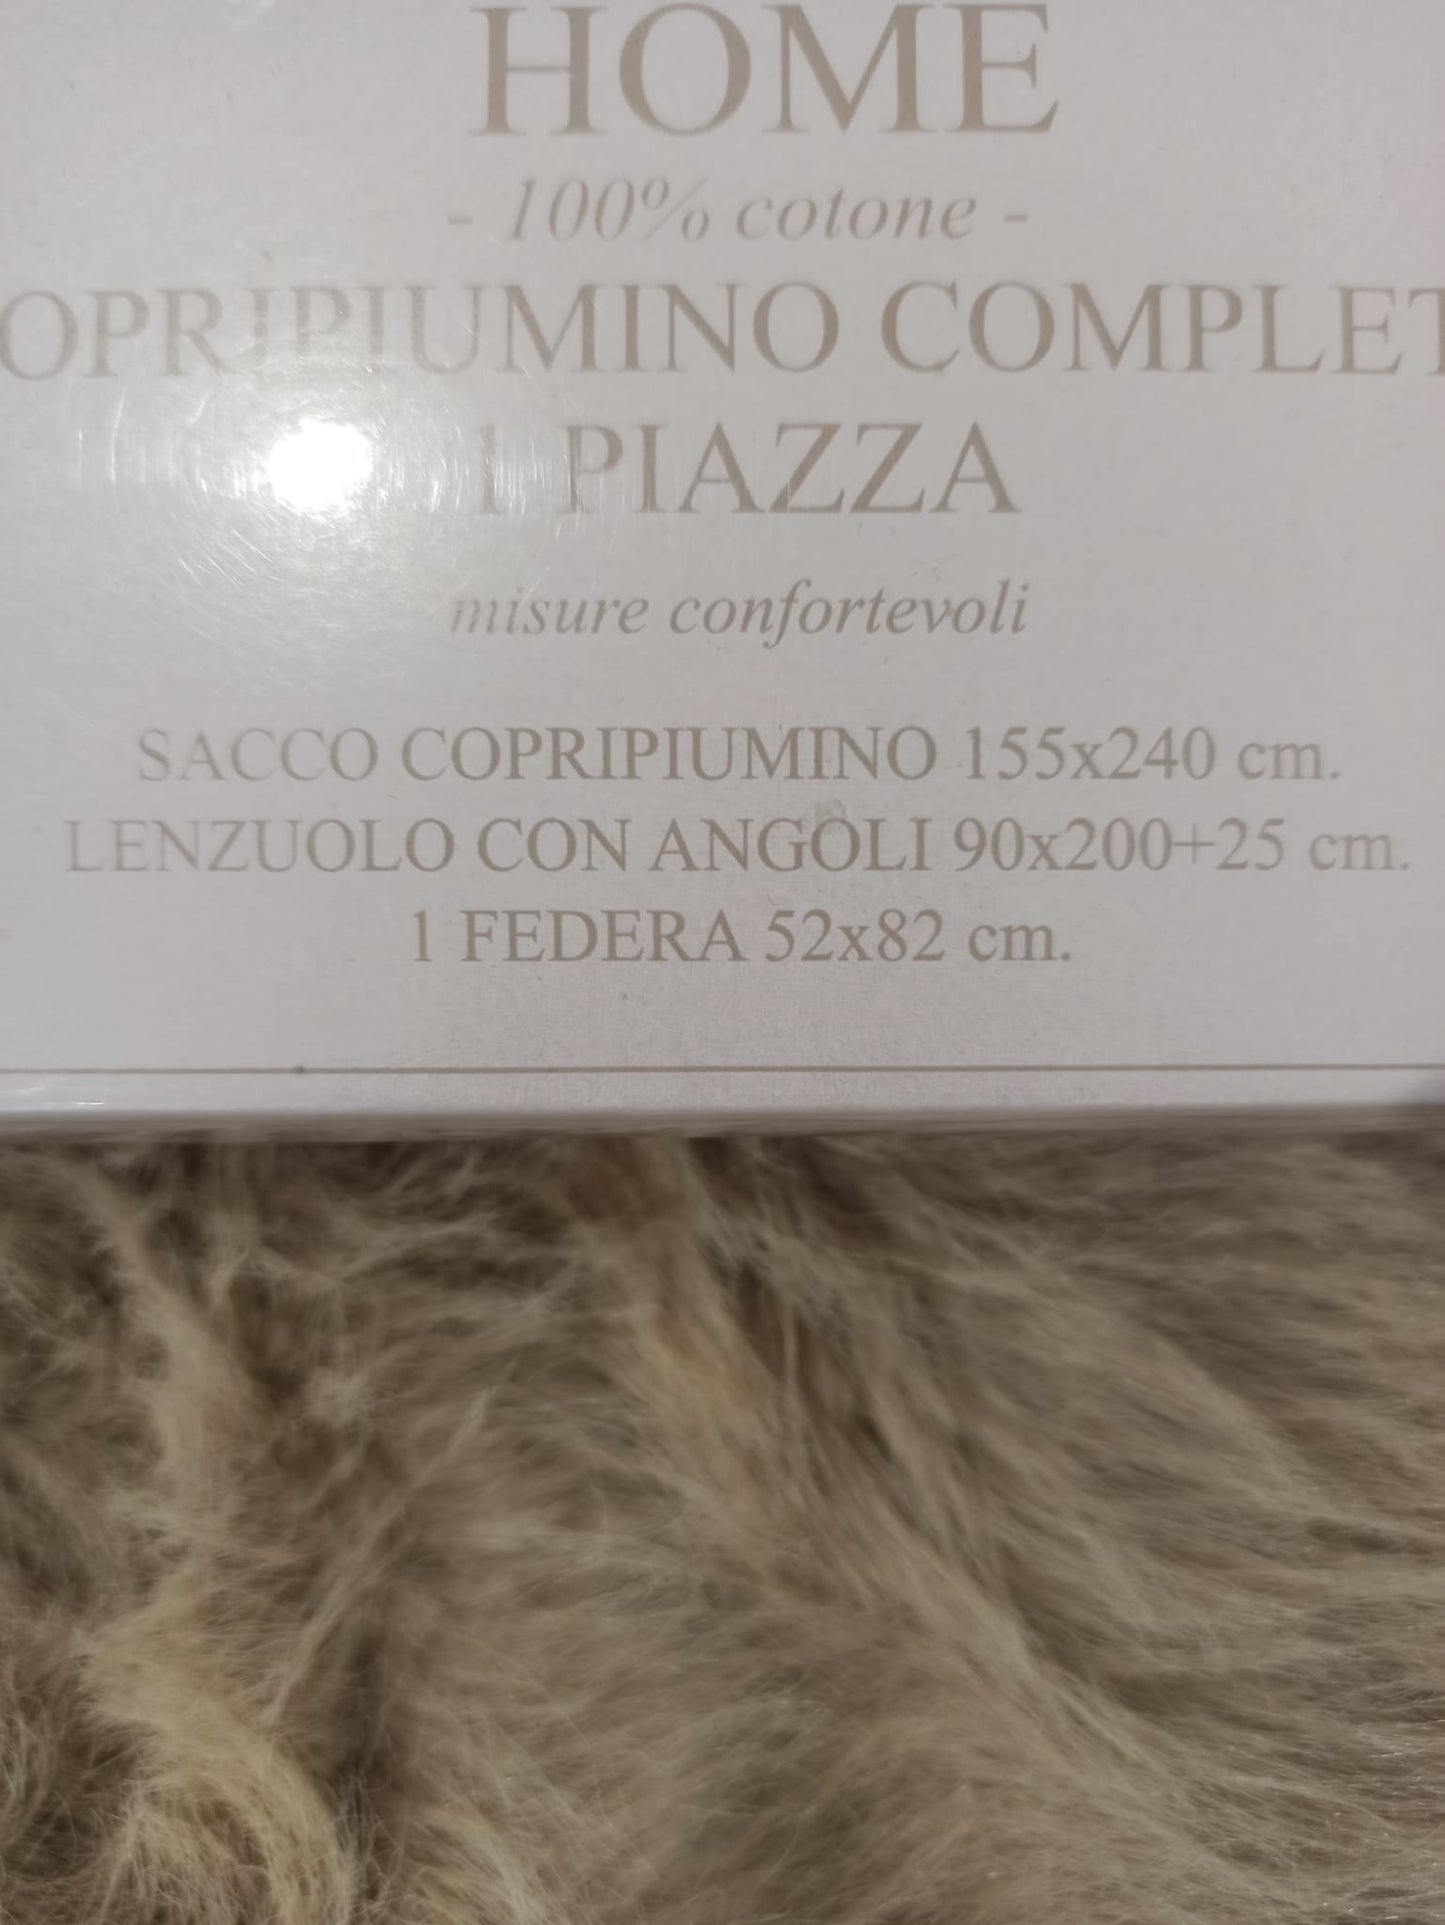 HOME
- 100% cotone -
OPRIPIUMINO COMPLET
1 PIAZZA
misure confortevoli
SACCO COPRIPIUMINO 155x240 cm.
LENZUOLO CON ANGOLI 90x200+25 cm.
1 FEDERA 52x82 cm.